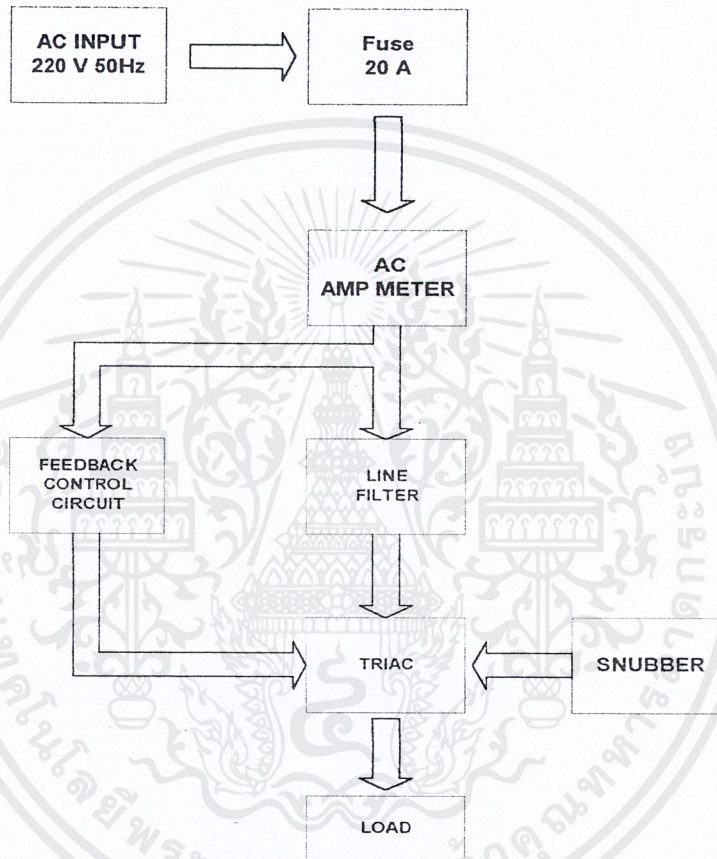 AC INPUT
220 V 50Hz
Fuse
20 A
AC
AMP METER
FEEDBACK
CONTROL
CIRCUIT
LINE
FILTER
TRIAC
SNUBBER
LOAD